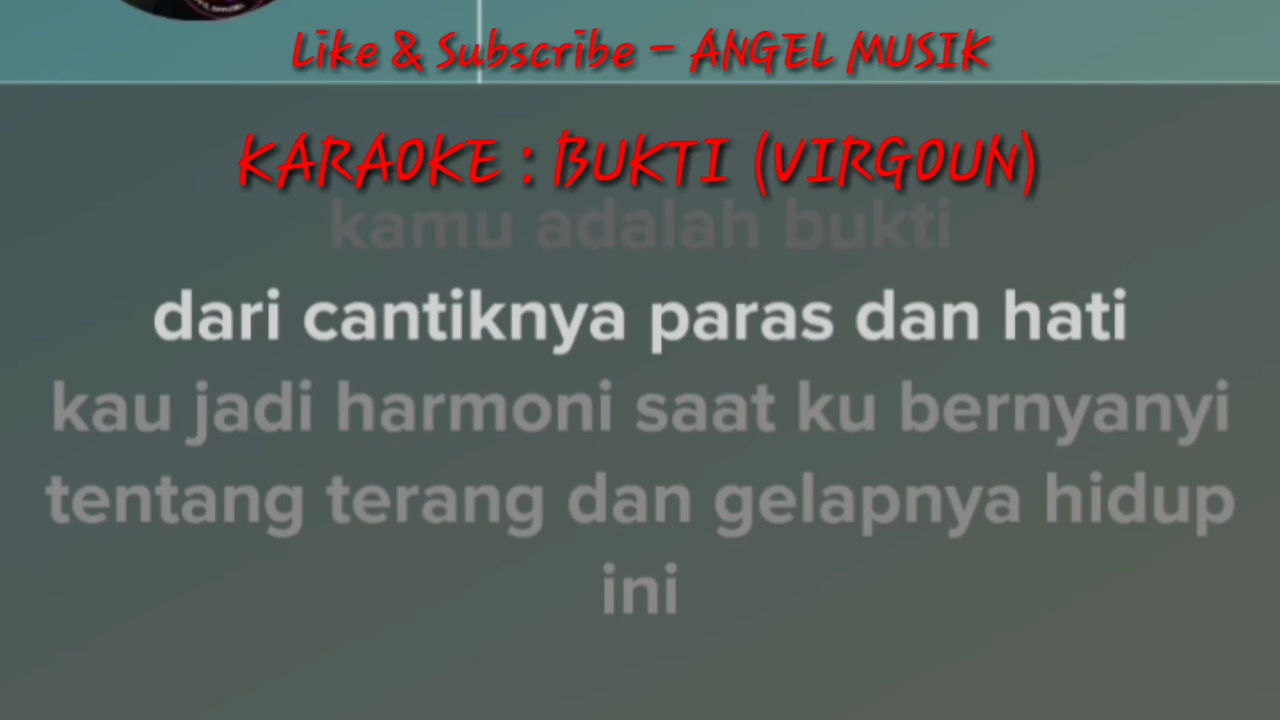 Like & Subscribe - ANGEL MUSIK
KARAOKE : BUKTI (VIRGOUN)
kamu adalah bukti
dari cantiknya paras dan hati
kau jadi harmoni saat ku bernyanyi
tentang terang dan gelapnya hidup
ini